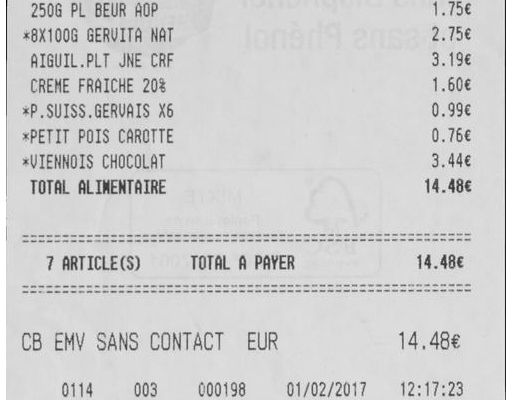 250G PL BEUR AOP 1.75€
*8X100G GERVITA NAT 2.75€
AIGUIL.PLT JNE CRF 3.19€
CREME FRAICHE 20% 1.60€
*P.SUISS.GERVAIS X6 0.99€
*PETIT POIS CAROTTE 0.76€
*VIENNOIS CHOCOLAT 3.44€
TOTAL ALIMENTAIRE 14.48€
7 ARTICLE(S) TOTAL A PAYER 14.48€
CB EMV SANS CONTACT EUR 14.48€
0114 003 000198 01/02/2017 12:17:23